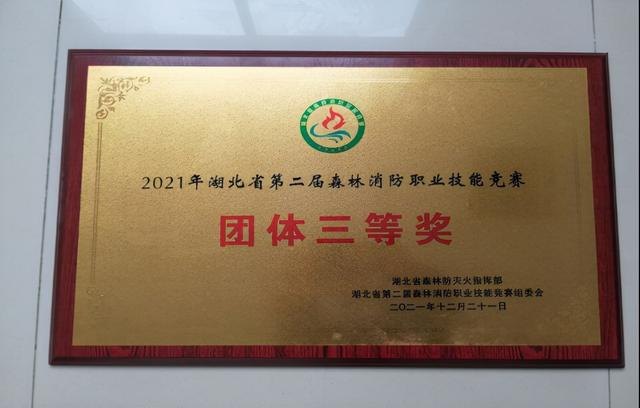 2021年湖北省第二届森林消防职业技能竞赛
团体三等奖
湖北省森林防灭火指挥部
湖北省第二届森林消防职业技能竞赛组委会
二〇二一年十二月二十一日